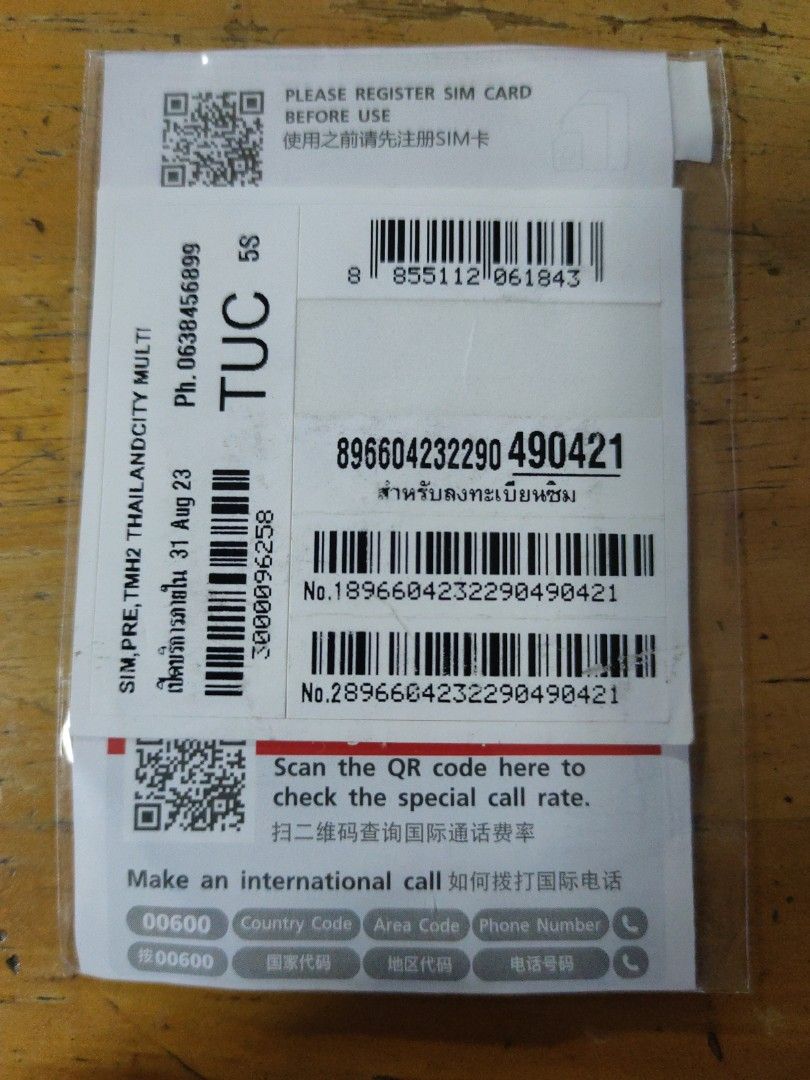 PLEASE REGISTER SIM CARD
BEFORE USE
使用之前请先注册SIM卡
SIM,PRE,TMH2 THAILANDCITY MULTI
Ph. 0638456899
เปิดบริการภายใน 31 Aug 23
TUC 5S
3000096258
8 855112 061843
896604232290 490421
สำหรับลงทะเบียนซิม
No.1896604232290490421
No.2896604232290490421
Scan the QR code here to
check the special call rate.
扫二维码查询国际通话费率
Make an international call 如何拨打国际电话
00600 Country Code Area Code Phone Number
按00600 国家代码 地区代码 电话号码